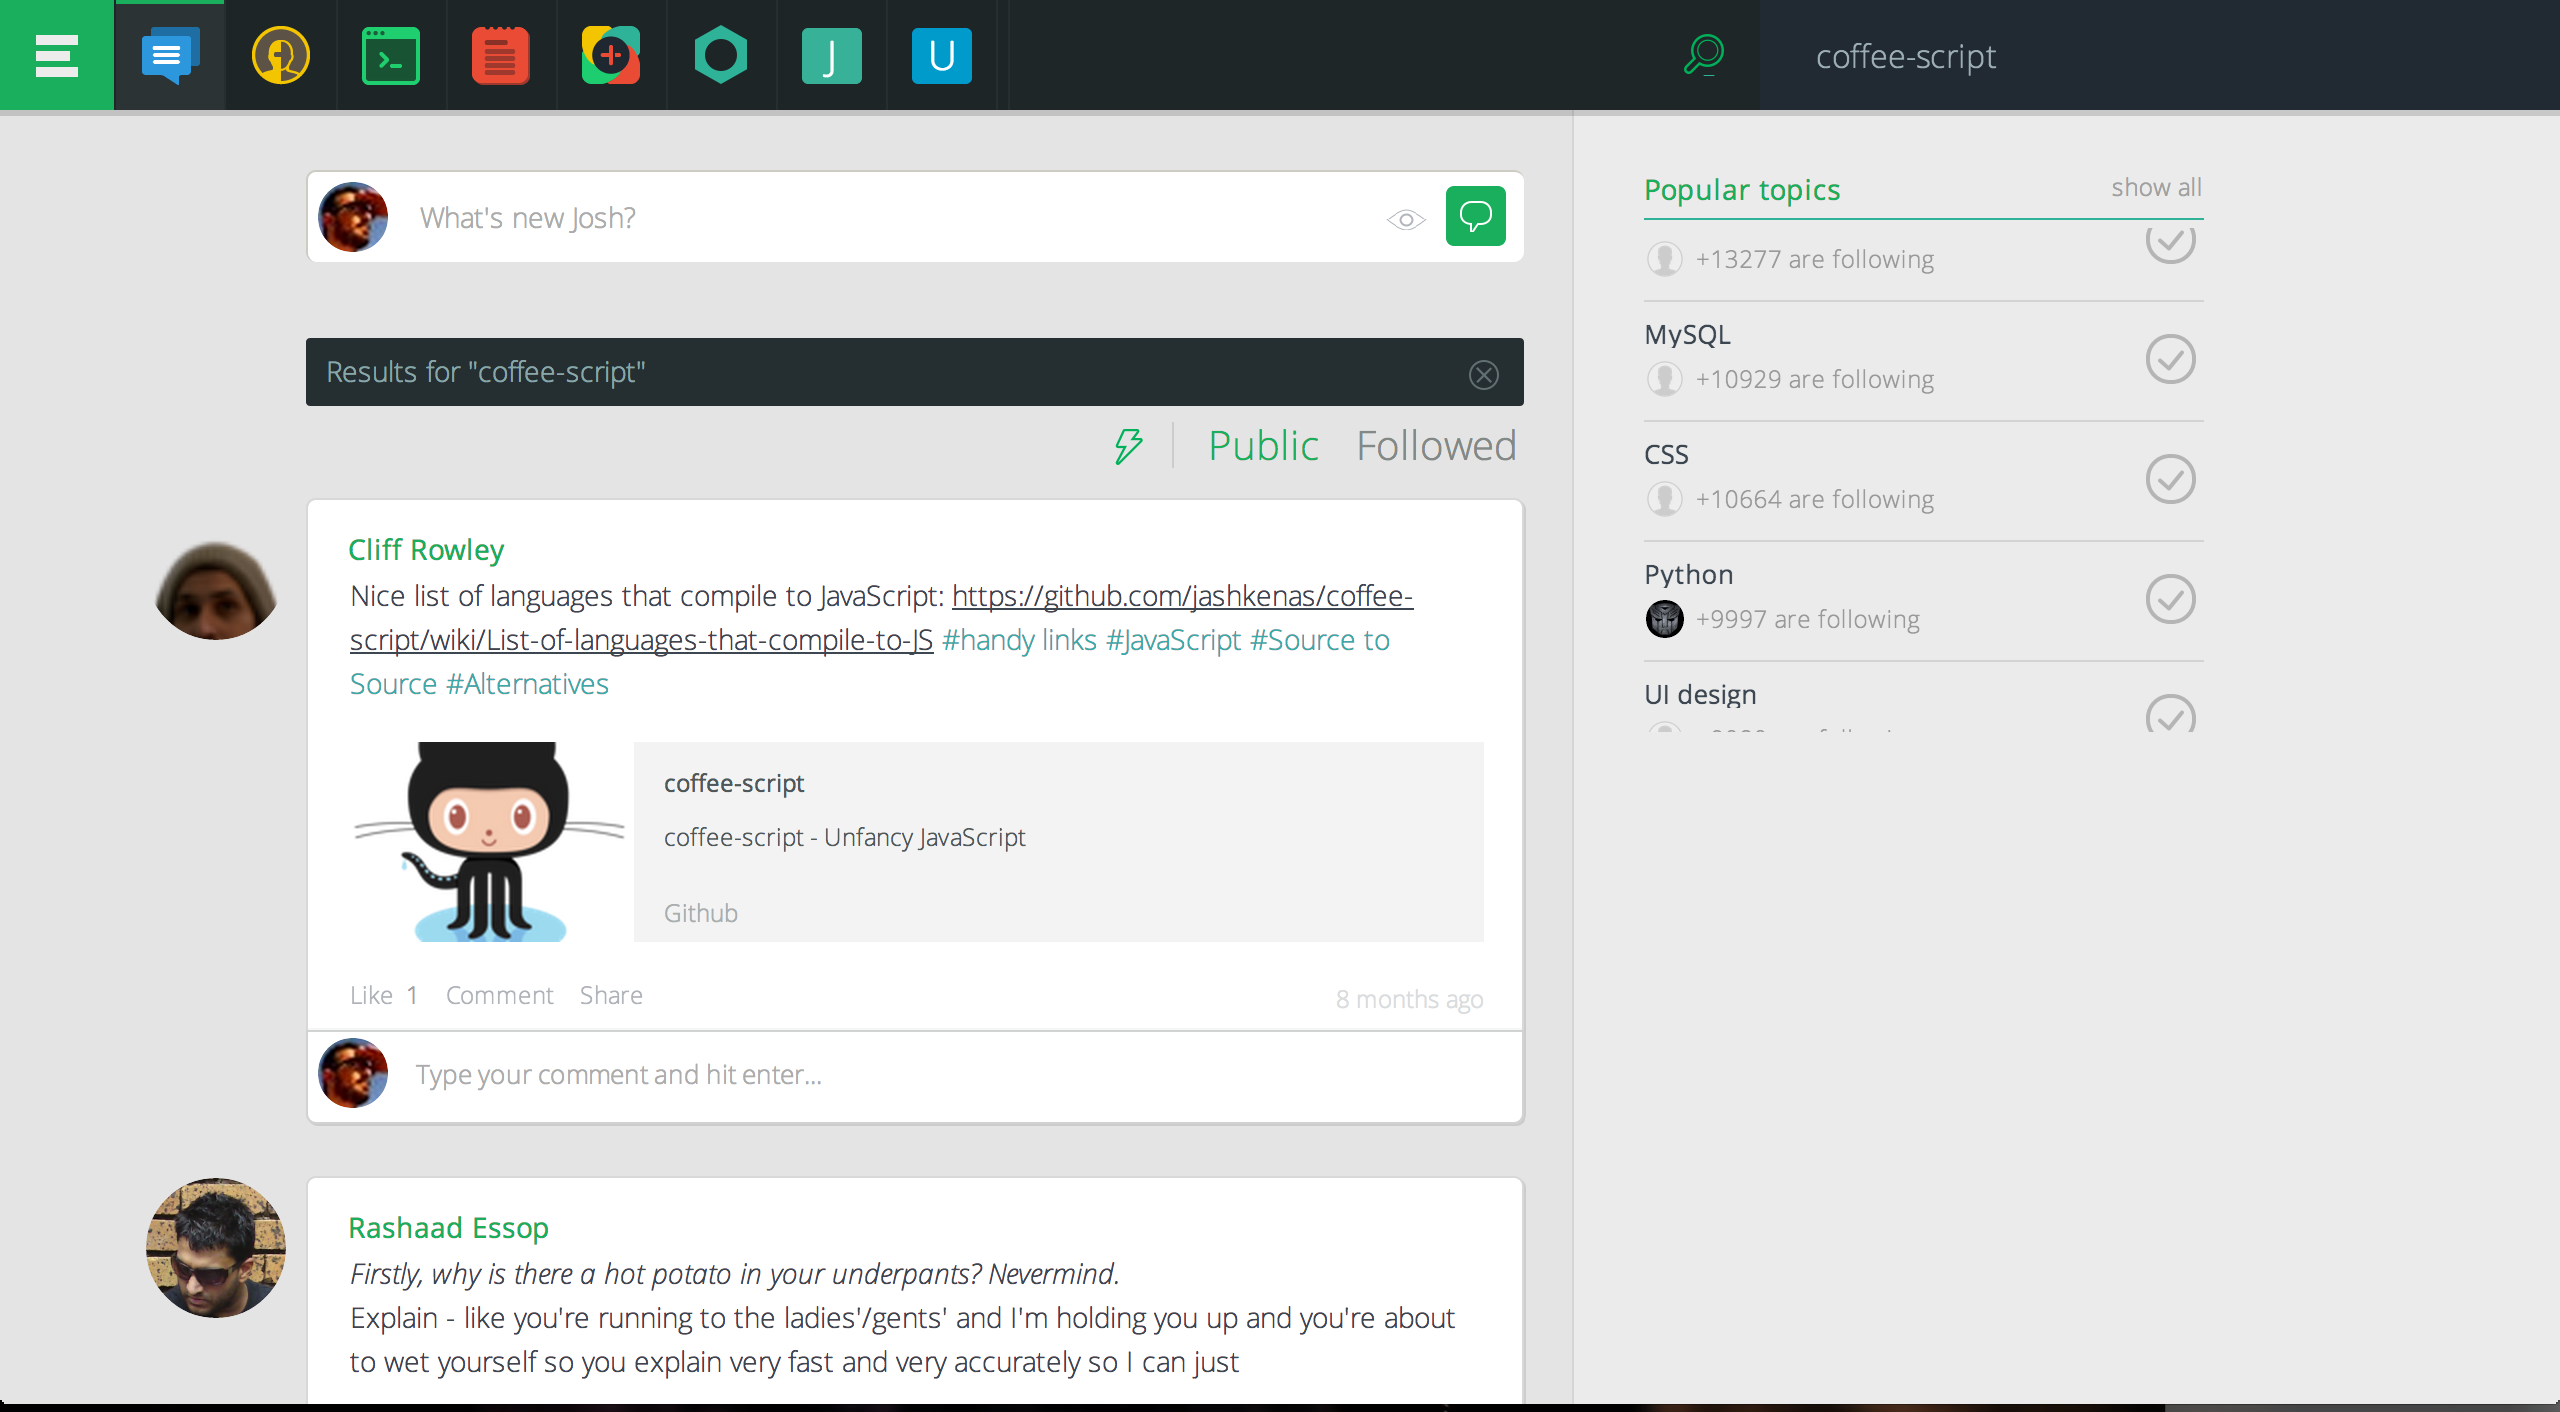 J
U
coffee-script
What's new Josh?
Results for "coffee-script"
Public Followed
Cliff Rowley
Nice list of languages that compile to JavaScript: https://github.com/jashkenas/coffee-
script/wiki/List-of-languages-that-compile-to-JS #handy links #JavaScript #Source to
Source #Alternatives
coffee-script
coffee-script - Unfancy JavaScript
Github
Like 1 Comment Share
8 months ago
Type your comment and hit enter...
Rashaad Essop
Firstly, why is there a hot potato in your underpants? Nevermind.
Explain - like you're running to the ladies'/gents' and I'm holding you up and you're about
to wet yourself so you explain very fast and very accurately so I can just
Popular topics
show all
+13277 are following
MySQL
+10929 are following
CSS
+10664 are following
Python
+9997 are following
UI design